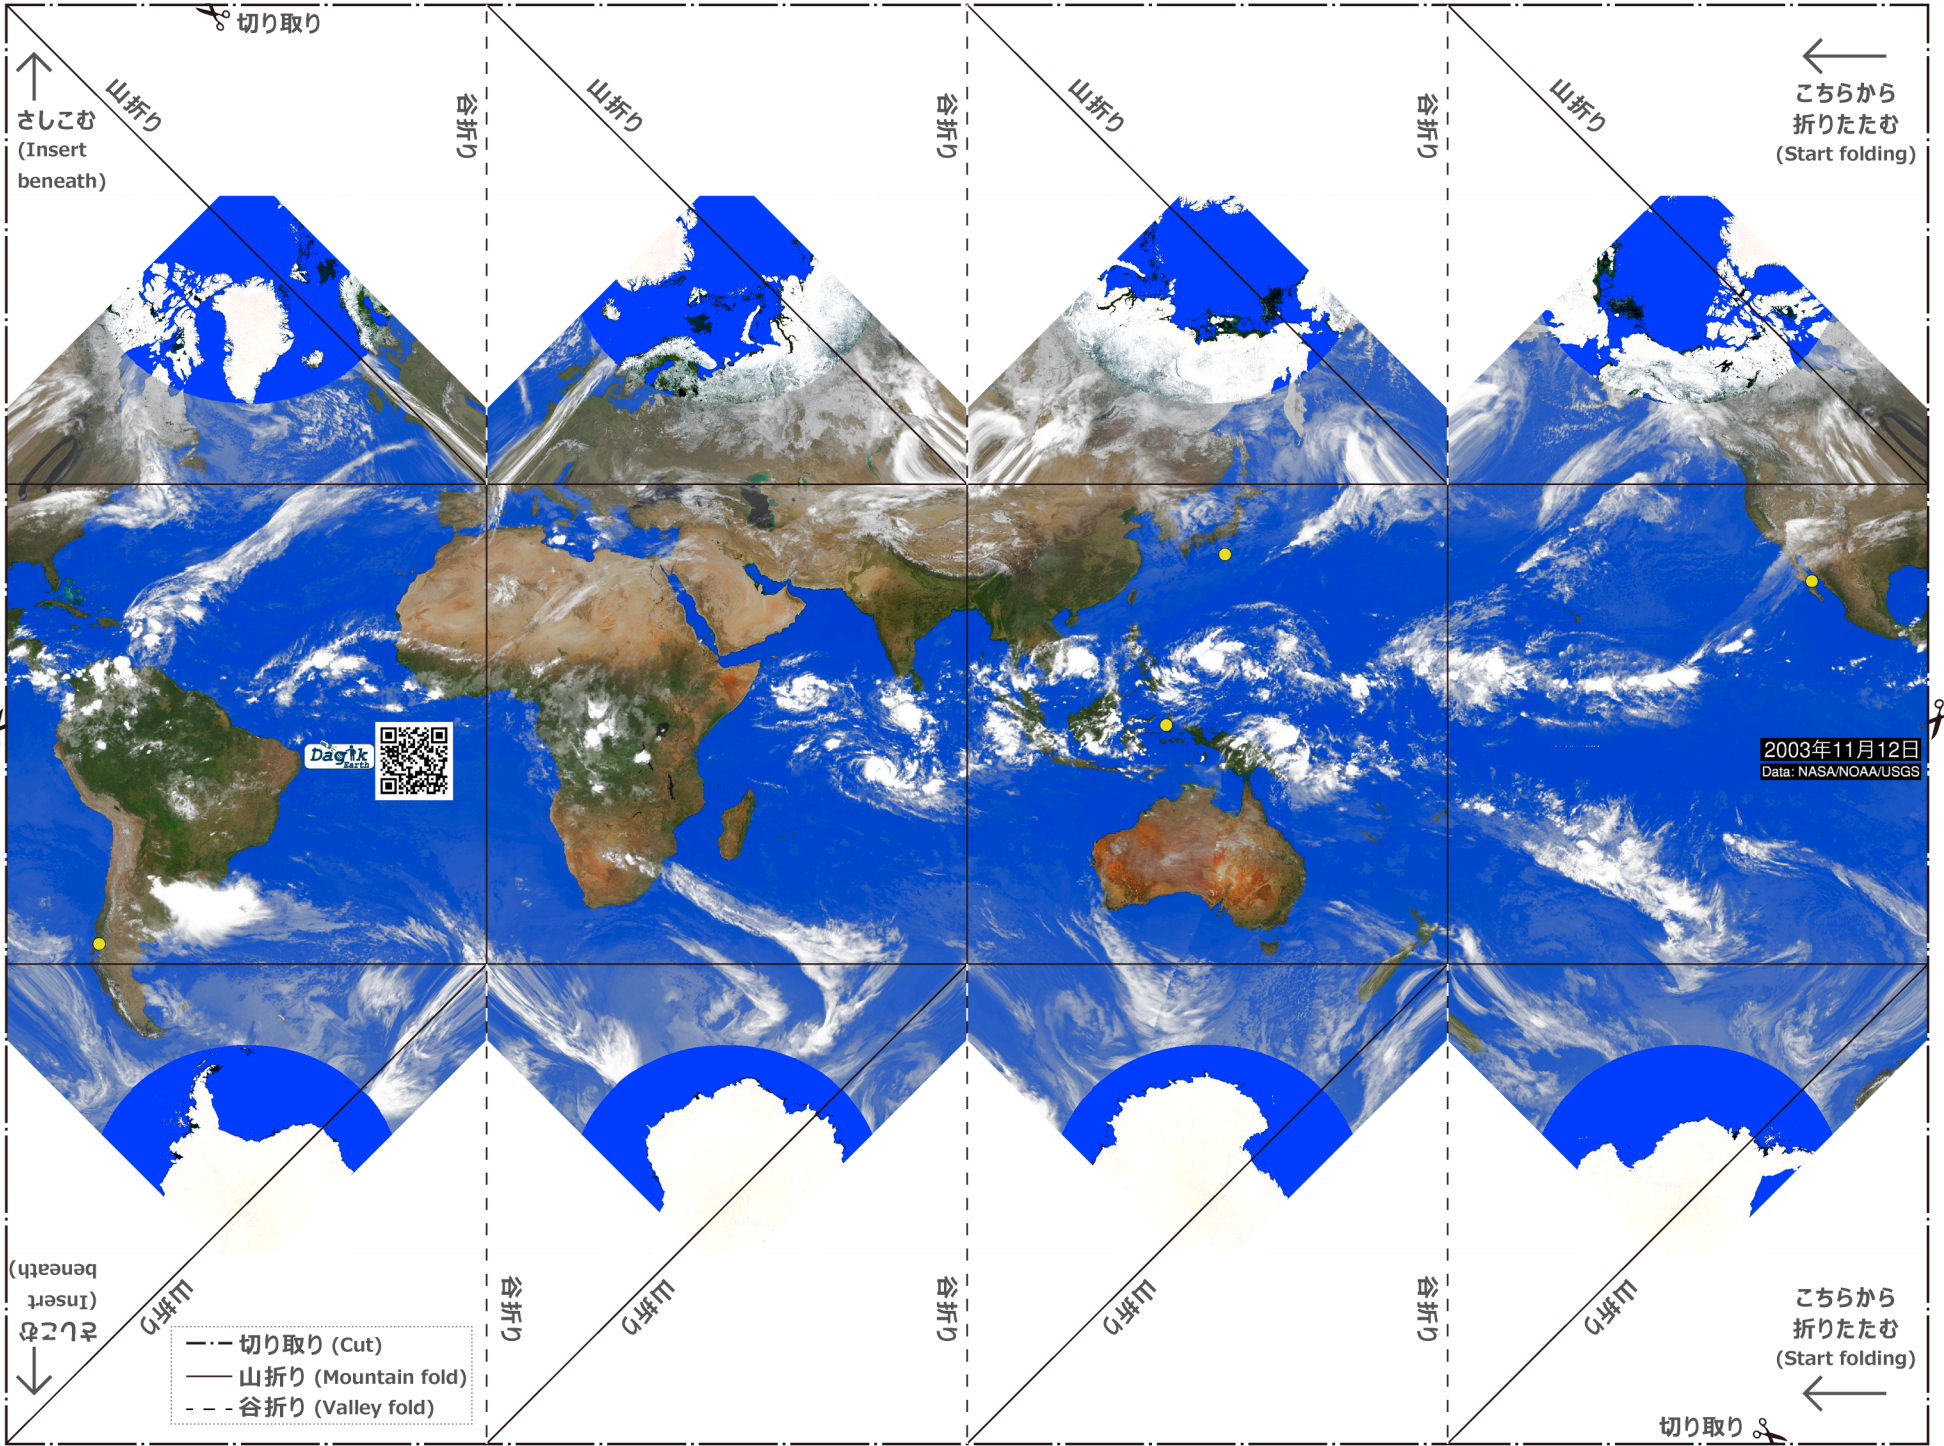 切り取り
山折り
谷折り
山折り
谷折り
山折り
谷折り
山折り
さしこむ
(Insert
beneath)
こちらから
折りたたむ
(Start folding)
Dagik
Earth
2003年11月12日
Data: NASA/NOAA/USGS
さしこむ
(Insert
beneath)
山折り
谷折り
山折り
谷折り
山折り
谷折り
山折り
切り取り (Cut)
山折り (Mountain fold)
谷折り (Valley fold)
こちらから
折りたたむ
(Start folding)
切り取り